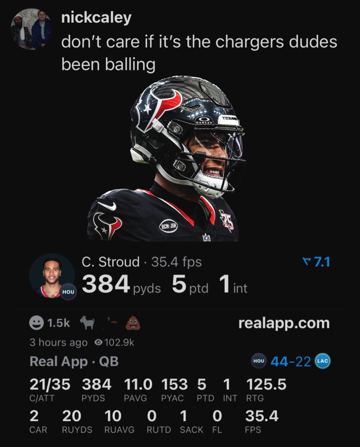 nickcaley
don't care if it's the chargers dudes
been balling
TEXANS
HOU
C. Stroud · 35.4 fps
7.1
384 pyds 5 ptd 1 int
1.5k
realapp.com
3 hours ago 102.9k
Real App · QB
HOU 44-22 LAC
21/35 384 11.0 153 5 1 125.5
C/ATT PYDS PAVG PYAC PTD INT RTG
2 20 10 0 1 0 35.4
CAR RUYDS RUAVG RUTD SACK FL FPS